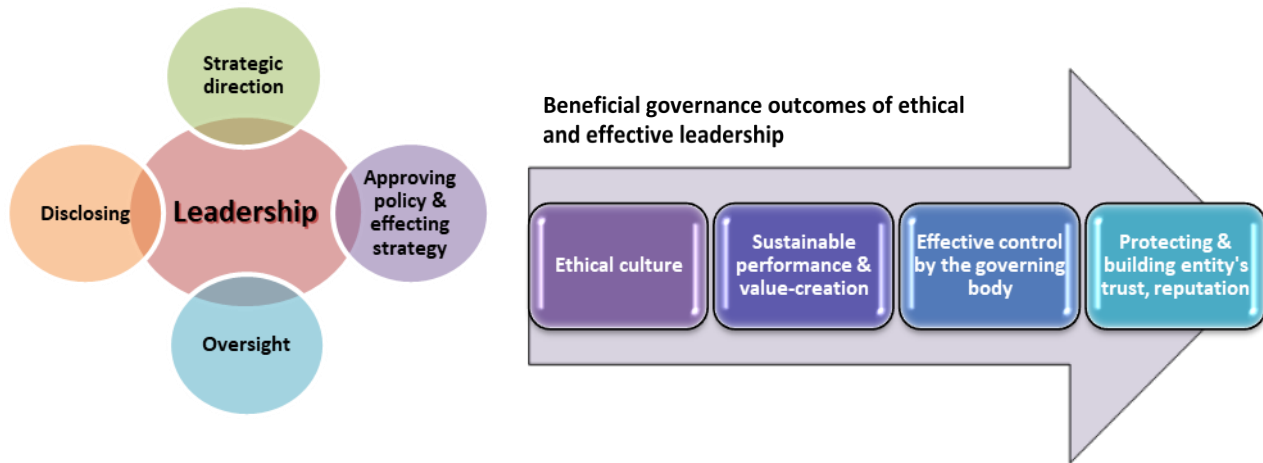 Strategic
direction
Disclosing
Leadership
Approving
policy &
effecting
strategy
Oversight
Beneficial governance outcomes of ethical
and effective leadership
Ethical culture
Sustainable
performance &
value-creation
Effective control
by the governing
body
Protecting &
building entity's
trust, reputation